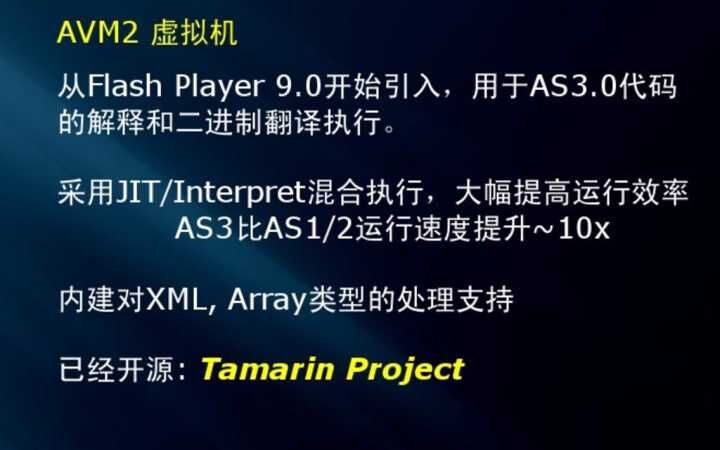 AVM2 虚拟机
从Flash Player 9.0开始引入，用于AS3.0代码
的解释和二进制翻译执行。
采用JIT/Interpret混合执行，大幅提高运行效率
AS3比AS1/2运行速度提升~10x
内建对XML, Array类型的处理支持
已经开源: Tamarin Project